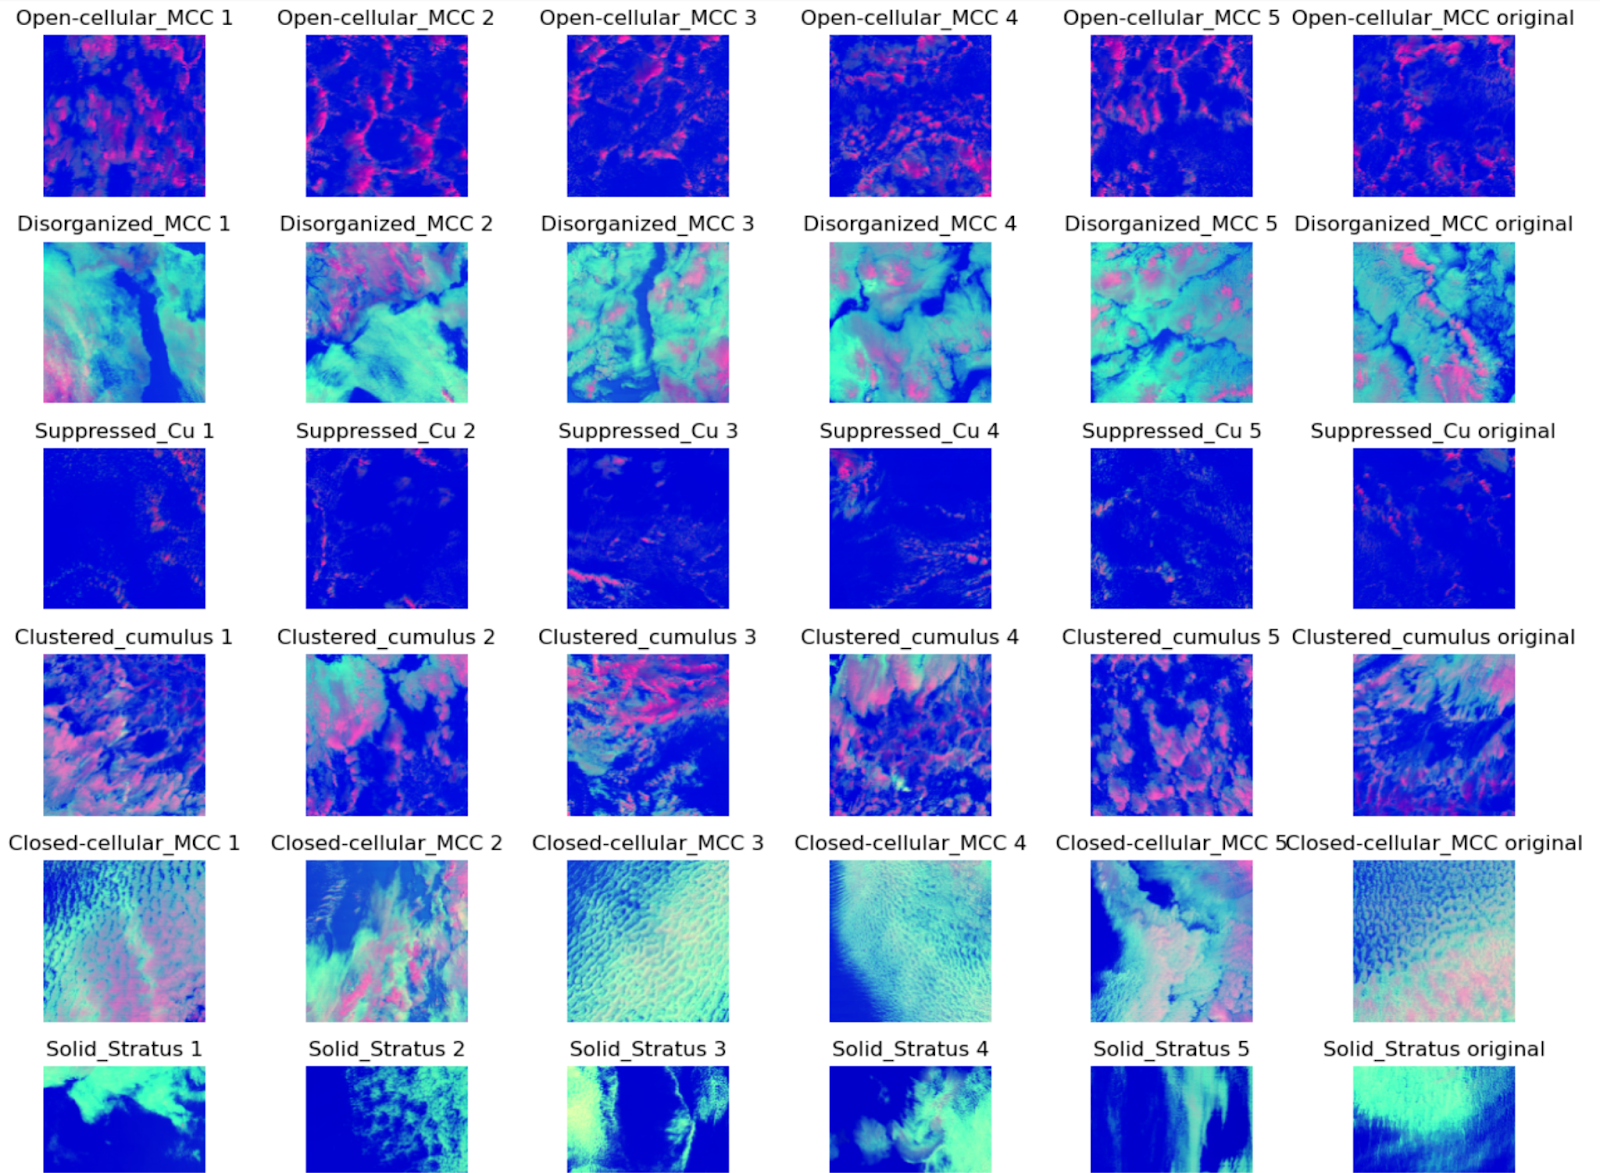 Open-cellular_MCC 1 Open-cellular_MCC 2 Open-cellular_MCC 3 Open-cellular_MCC 4 Open-cellular_MCC 5 Open-cellular_MCC original
Disorganized_MCC 1 Disorganized_MCC 2 Disorganized_MCC 3 Disorganized_MCC 4 Disorganized_MCC 5 Disorganized_MCC original
Suppressed_Cu 1 Suppressed_Cu 2 Suppressed_Cu 3 Suppressed_Cu 4 Suppressed_Cu 5 Suppressed_Cu original
Clustered_cumulus 1 Clustered_cumulus 2 Clustered_cumulus 3 Clustered_cumulus 4 Clustered_cumulus 5 Clustered_cumulus original
Closed-cellular_MCC 1 Closed-cellular_MCC 2 Closed-cellular_MCC 3 Closed-cellular_MCC 4 Closed-cellular_MCC 5 Closed-cellular_MCC original
Solid_Stratus 1 Solid_Stratus 2 Solid_Stratus 3 Solid_Stratus 4 Solid_Stratus 5 Solid_Stratus original